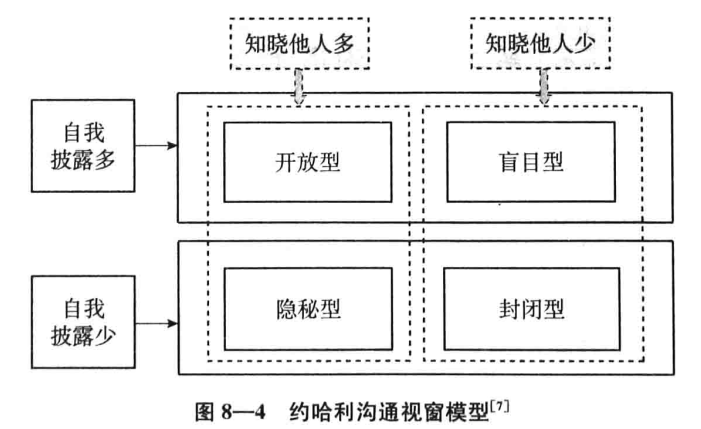 知晓他人多
知晓他人少
自我
披露多
开放型
盲目型
自我
披露少
隐秘型
封闭型
图 8—4 约哈利沟通视窗模型[7]